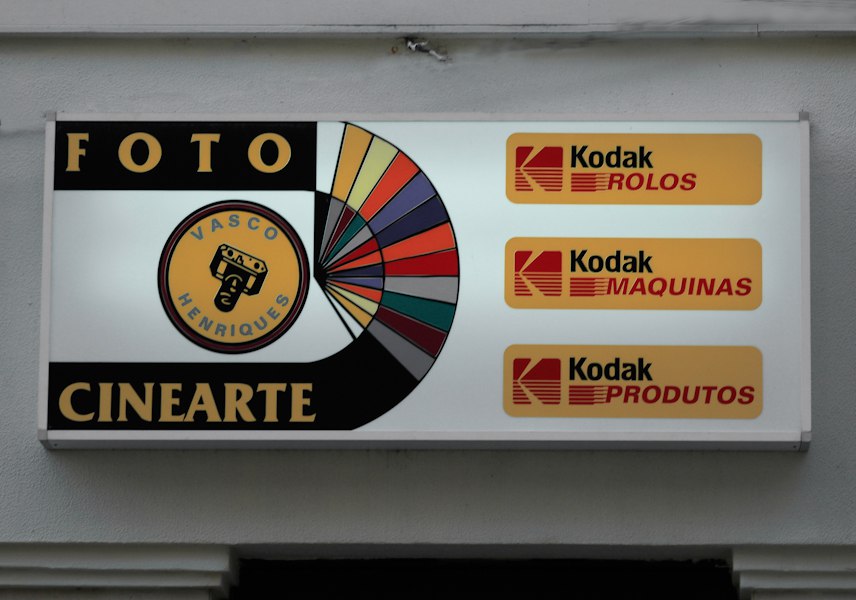 FOTO
VASCO
HENRIQUES
CINEARTE
Kodak
ROLOS
Kodak
MAQUINAS
Kodak
PRODUTOS